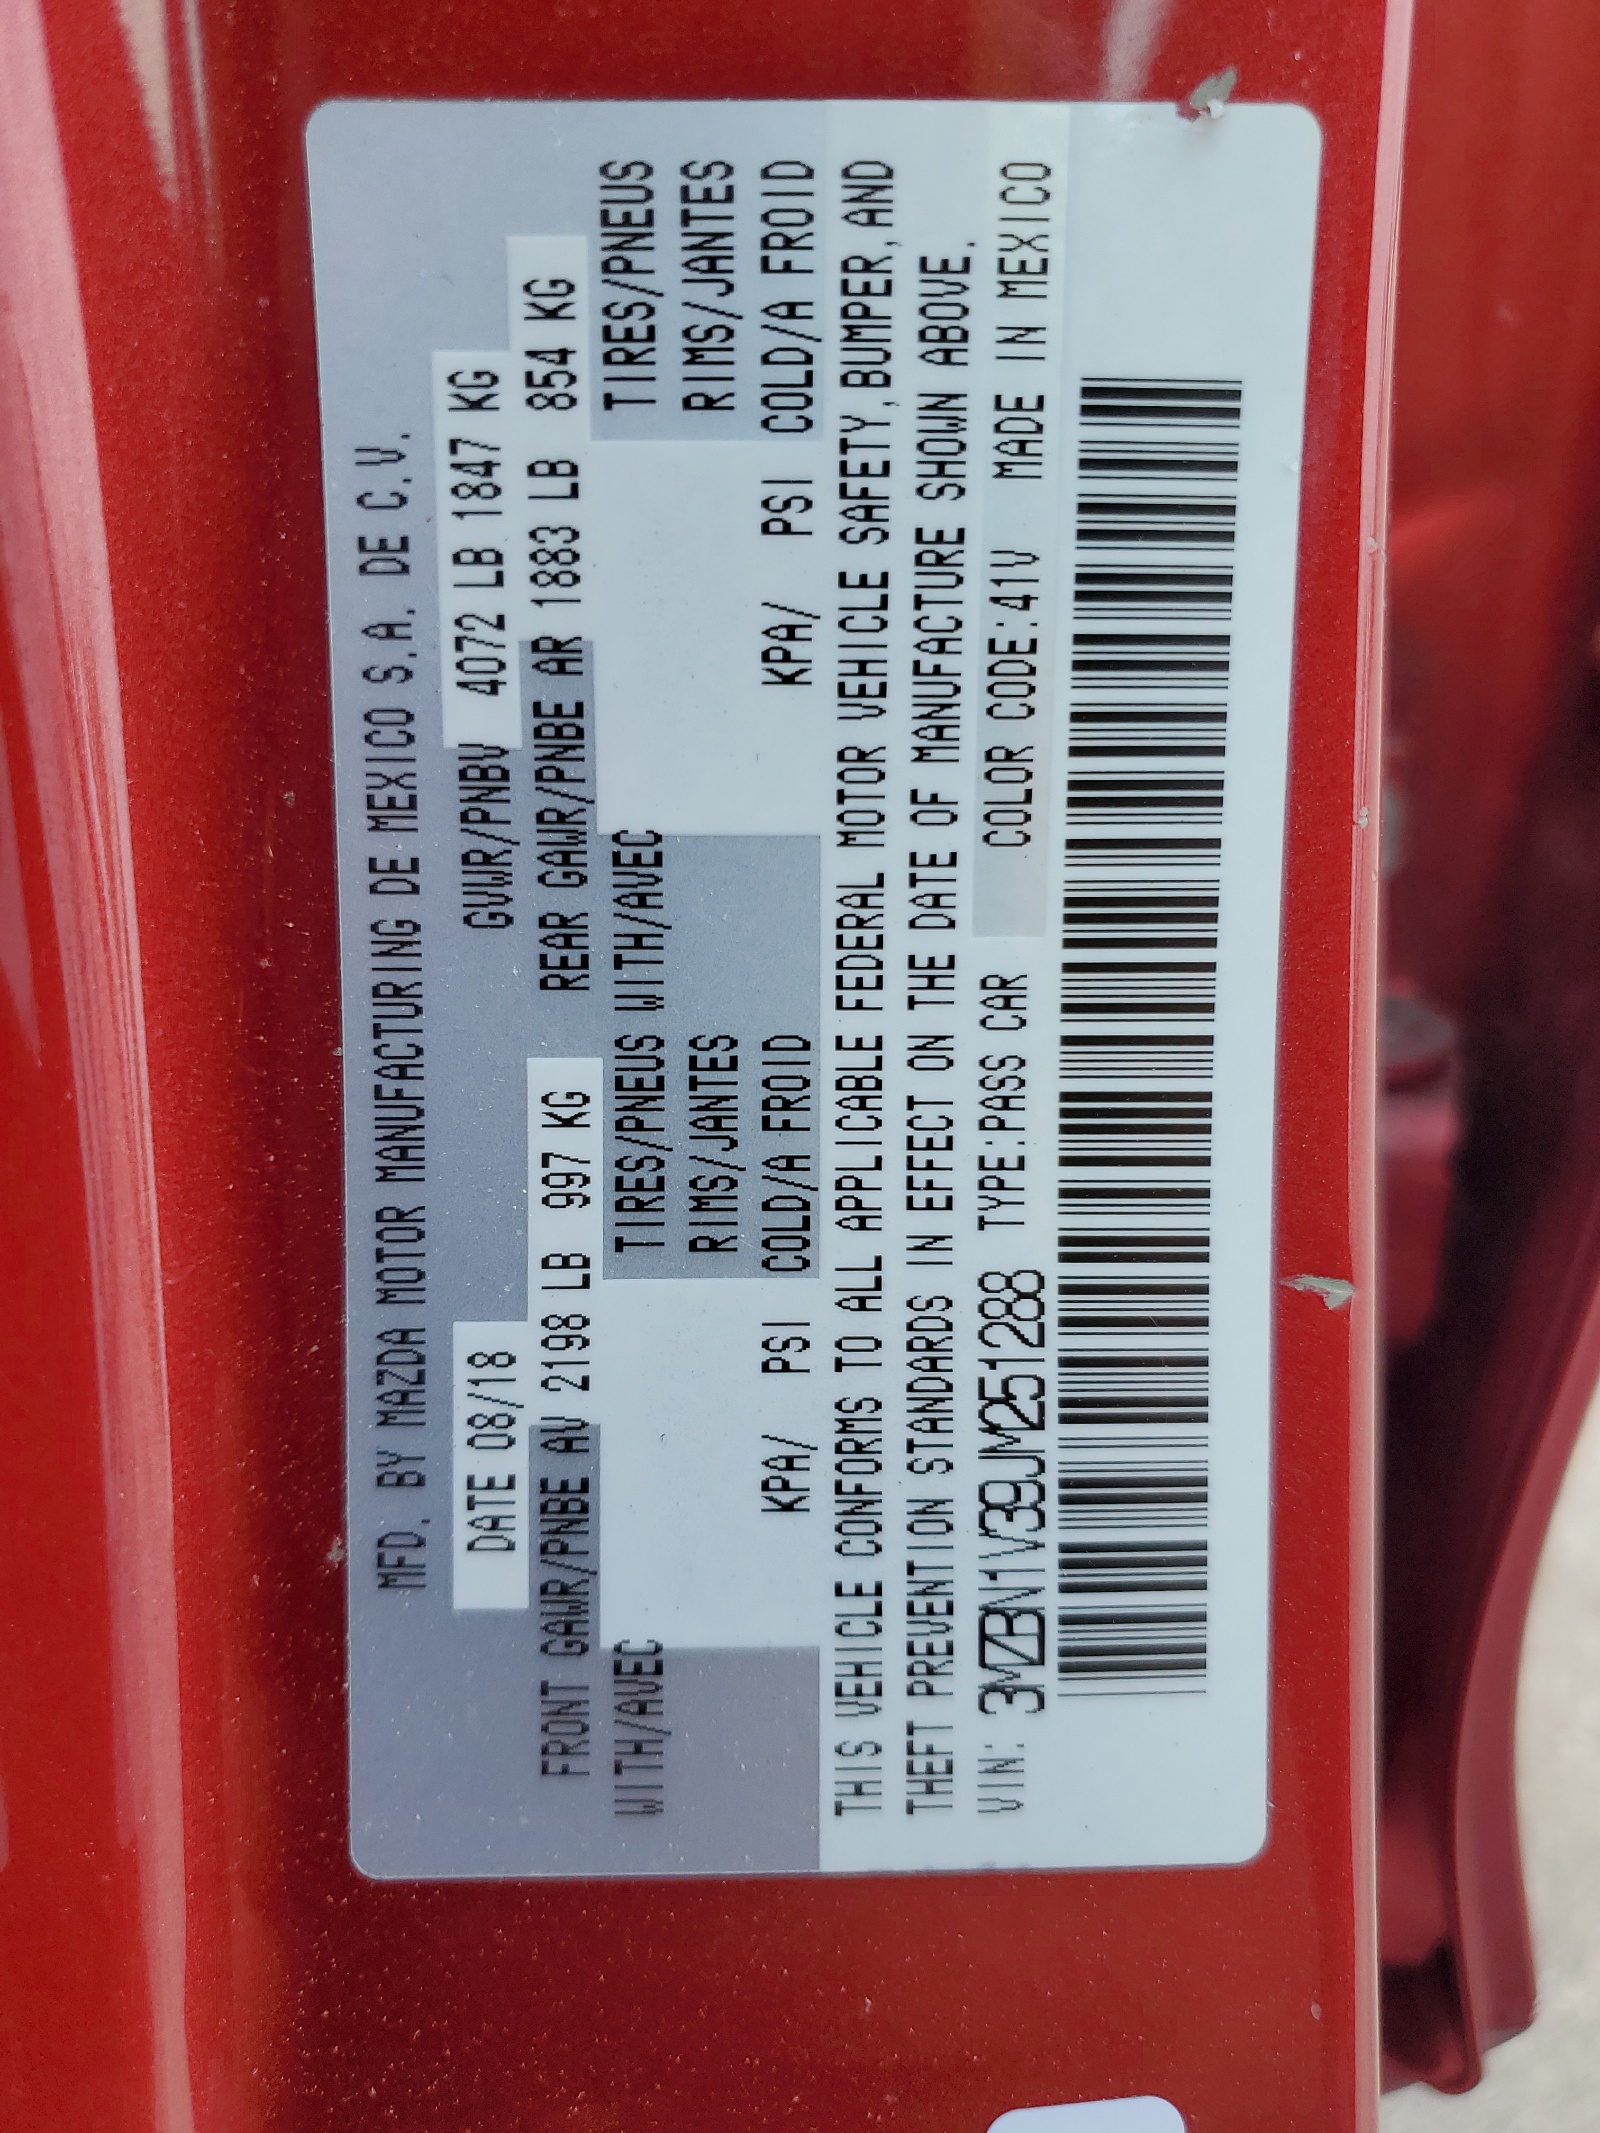 MFD. BY MAZDA MOTOR MANUFACTURING DE MEXICO S.A. DE C.V.
DATE 08/18 GVWR/PNBV 4072 LB 1847 KG
FRONT GAWR/PNBE AV 2198 LB 997 KG REAR GAWR/PNBE AR 1883 LB 854 KG
WITH/AVEC TIRES/PNEUS WITH/AVEC TIRES/PNEUS
RIMS/JANTES RIMS/JANTES
KPA/ PSI COLD/A FROID KPA/ PSI COLD/A FROID
THIS VEHICLE CONFORMS TO ALL APPLICABLE FEDERAL MOTOR VEHICLE SAFETY,BUMPER,AND
THEFT PREVENTION STANDARDS IN EFFECT ON THE DATE OF MANUFACTURE SHOWN ABOVE.
VIN: 3MZBN1V39JM251288 TYPE:PASS CAR COLOR CODE:41V MADE IN MEXICO